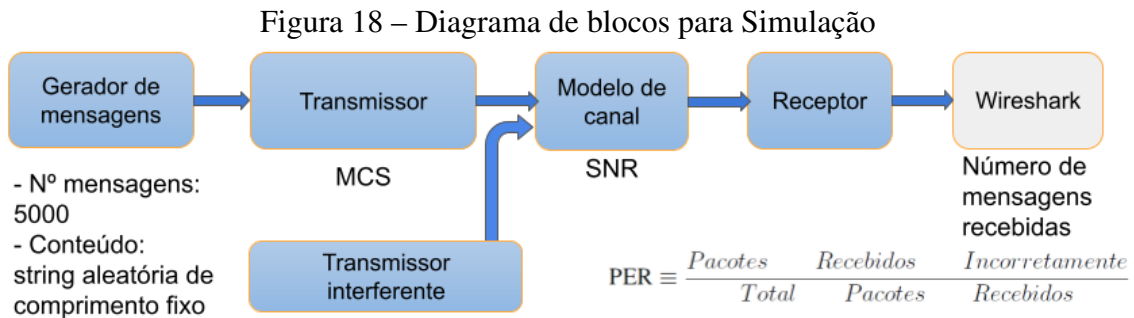 Figura 18 – Diagrama de blocos para Simulação
Gerador de
mensagens
Transmissor
Modelo de
canal
Receptor
Wireshark
- Nº mensagens:
5000
- Conteúdo:
string aleatória de
comprimento fixo
MCS
SNR
Número de
mensagens
recebidas
Transmissor
interferente
PER ≡ Pacotes Recebidos Incorretamente
Total Pacotes Recebidos